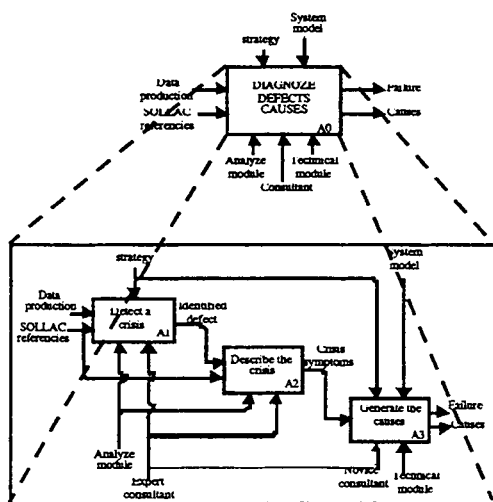 System
model
strategy
Data
production
SOLLAC
referencies
DIAGNOZE
DEFECTS
CAUSES
A0
Failure
Causes
Analyze
module
Technical
module
Consultant
strategy
System
model
Data
production
SOLLAC
referencies
Detect a
crisis
A1
Identified
defect
Describe the
crisis
A2
Crisis
symptoms
Generate the
causes
A3
Failure
Causes
Analyze
module
Expert
consultant
Novice
consultant
Technical
module